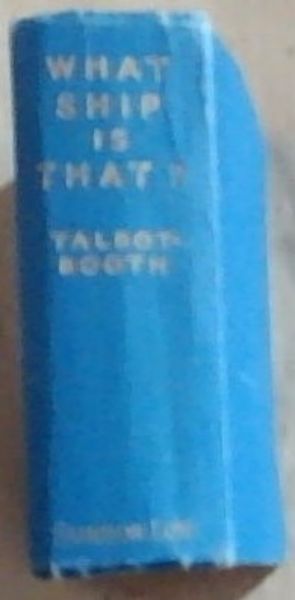 WHAT
SHIP
IS
THAT ?
TALBOT-
BOOTH